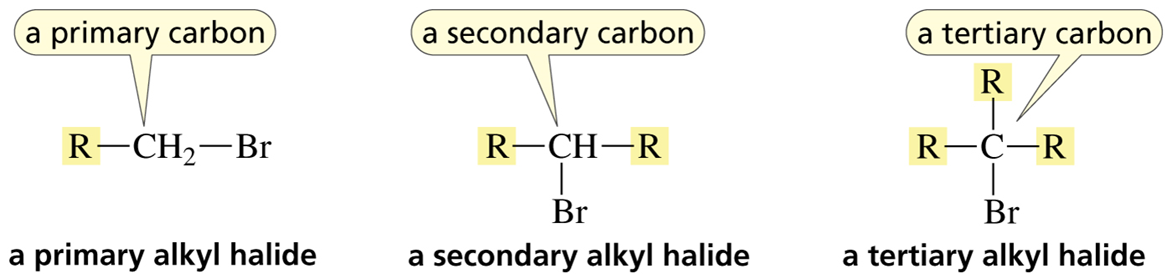 a primary carbon
R—CH₂—Br
a primary alkyl halide
a secondary carbon
R—CH—R
Br
a secondary alkyl halide
a tertiary carbon
R
R—C—R
Br
a tertiary alkyl halide